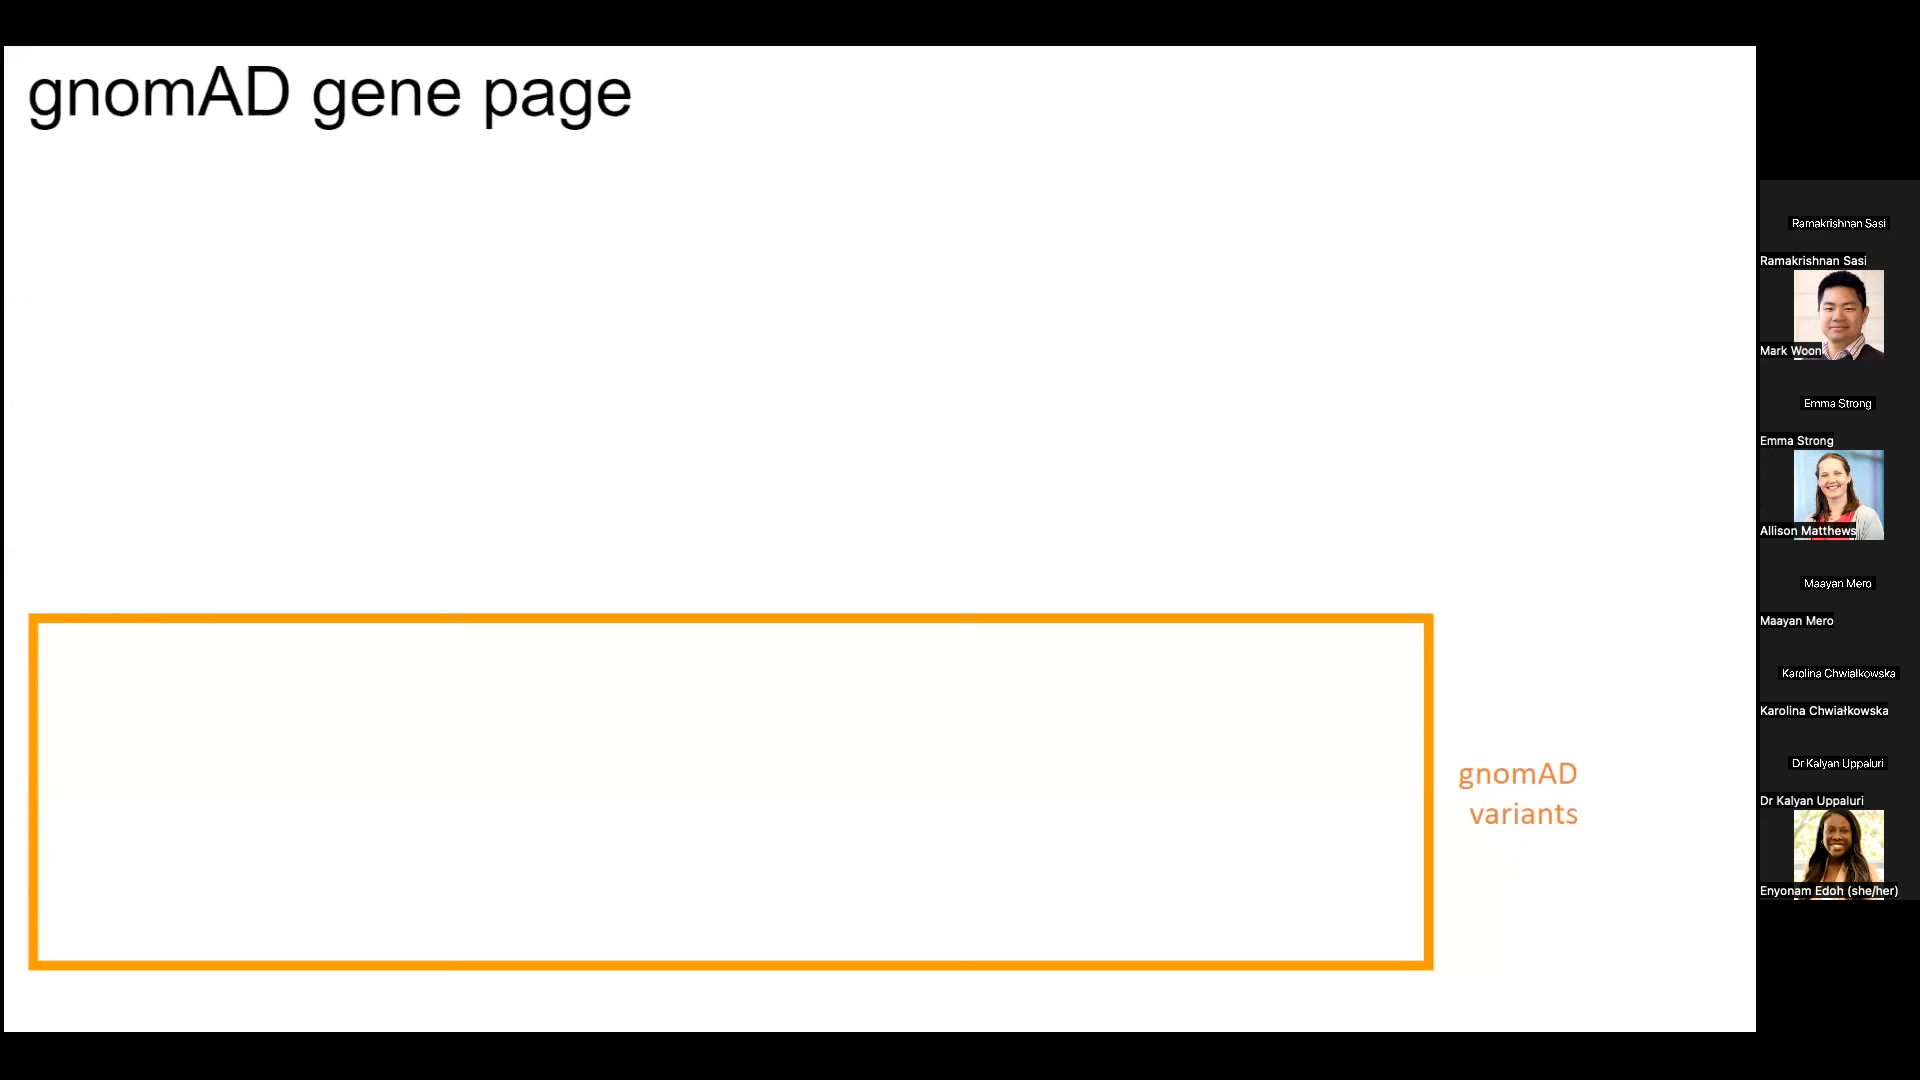 gnomAD gene page
gnomAD
variants
Ramakrishnan Sasi
Ramakrishnan Sasi
Mark Woon
Emma Strong
Emma Strong
Allison Matthews
Maayan Mero
Maayan Mero
Karolina Chwiałkowska
Karolina Chwiałkowska
Dr Kalyan Uppaluri
Dr Kalyan Uppaluri
Enyonam Edoh (she/her)